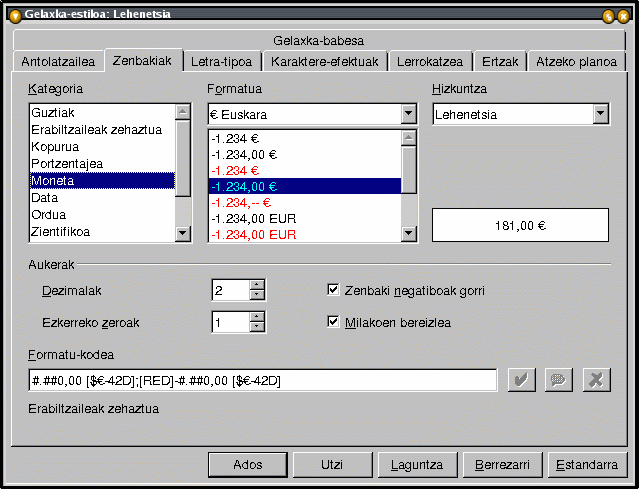 Gelaxka-estiloa: Lehenetsia
Gelaxka-babesa
Antolatzailea Zenbakiak Letra-tipoa Karaktere-efektuak Lerrokatzea Ertzak Atzeko planoa
Kategoria Formatua Hizkuntza
€ Euskara Lehenetsia
Guztiak
Erabiltzaileak zehaztua
Kopurua
Portzentajea
Moneta
Data
Ordua
Zientifikoa
-1.234 €
-1.234,00 €
-1.234 €
-1.234,00 €
-1.234,-- €
-1.234,00 EUR
-1.234,00 EUR
181,00 €
Aukerak
Dezimalak 2 Zenbaki negatiboak gorri
Ezkerreko zeroak 1 Milakoen bereizlea
Formatu-kodea
#.##0,00 [$€-42D];[RED]-#.##0,00 [$€-42D]
Erabiltzaileak zehaztua
Ados Utzi Laguntza Berrezarri Estandarra